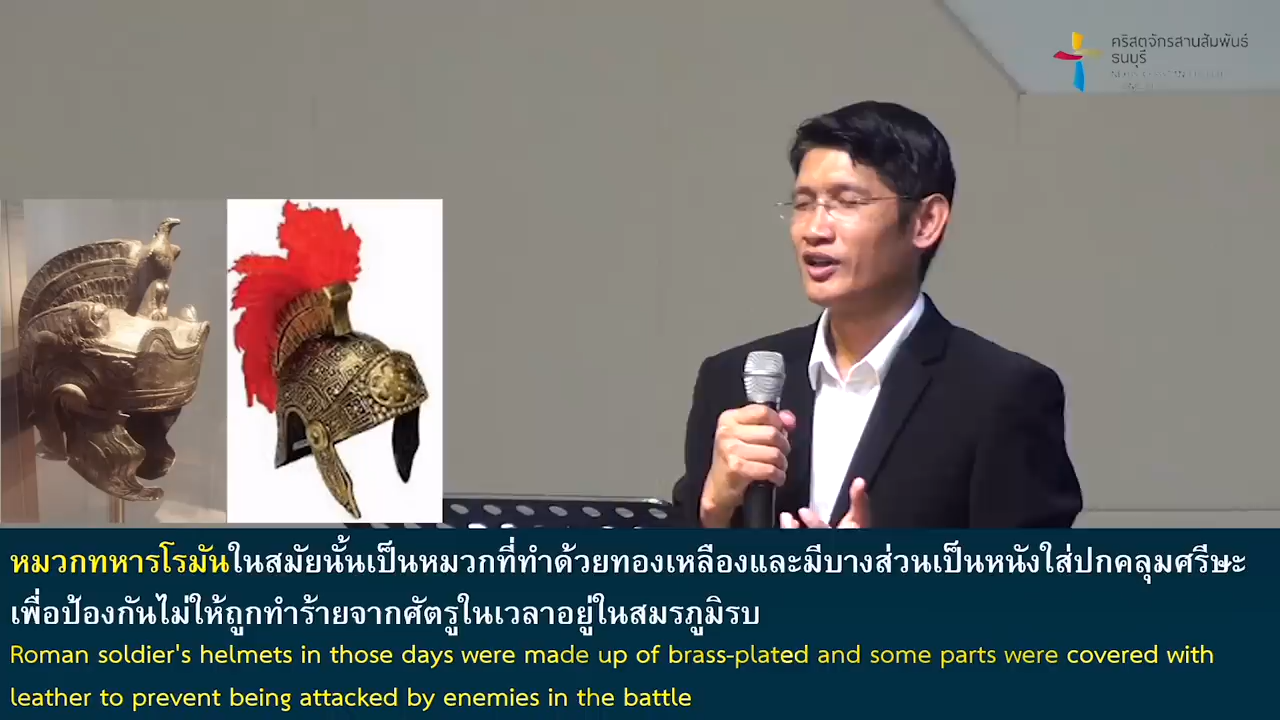 คริสตจักรสานสัมพันธ์
ธนบุรี
หมวกทหารโรมันในสมัยนั้นเป็นหมวกที่ทำด้วยทองเหลืองและมีบางส่วนเป็นหนังใส่ปกคลุมศรีษะ
เพื่อป้องกันไม่ให้ถูกทำร้ายจากศัตรูในเวลาอยู่ในสมรภูมิรบ
Roman soldier's helmets in those days were made up of brass-plated and some parts were covered with
leather to prevent being attacked by enemies in the battle